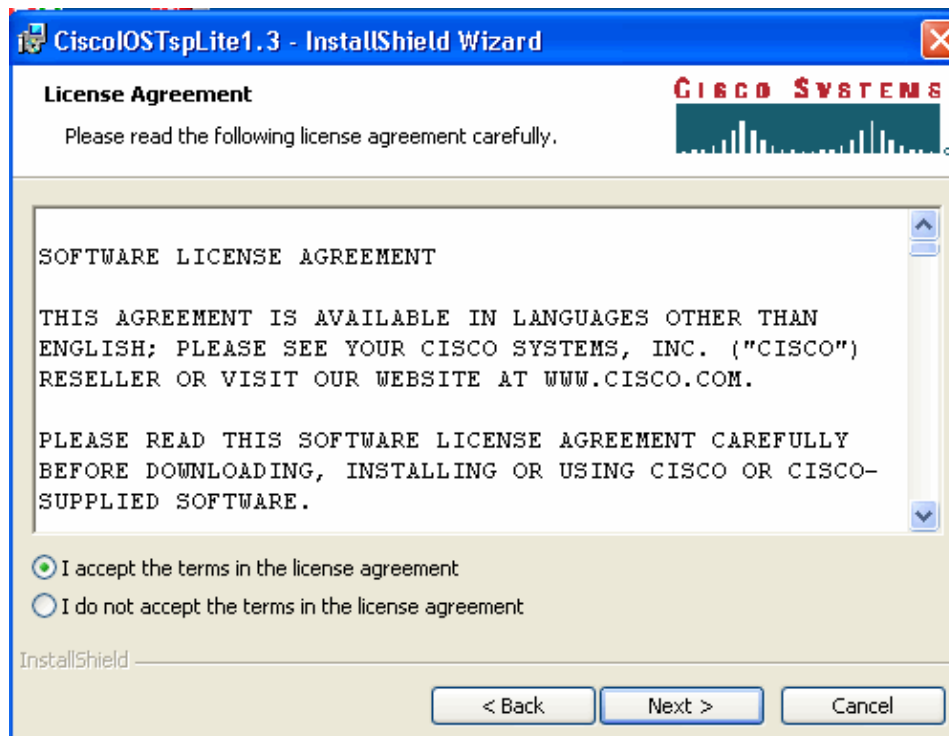 CiscoIOSTspLite1.3 - InstallShield Wizard
License Agreement
Please read the following license agreement carefully.
CISCO SYSTEMS
SOFTWARE LICENSE AGREEMENT
THIS AGREEMENT IS AVAILABLE IN LANGUAGES OTHER THAN
ENGLISH; PLEASE SEE YOUR CISCO SYSTEMS, INC. ("CISCO")
RESELLER OR VISIT OUR WEBSITE AT WWW.CISCO.COM.
PLEASE READ THIS SOFTWARE LICENSE AGREEMENT CAREFULLY
BEFORE DOWNLOADING, INSTALLING OR USING CISCO OR CISCO-
SUPPLIED SOFTWARE.
I accept the terms in the license agreement
I do not accept the terms in the license agreement
InstallShield
< Back
Next >
Cancel